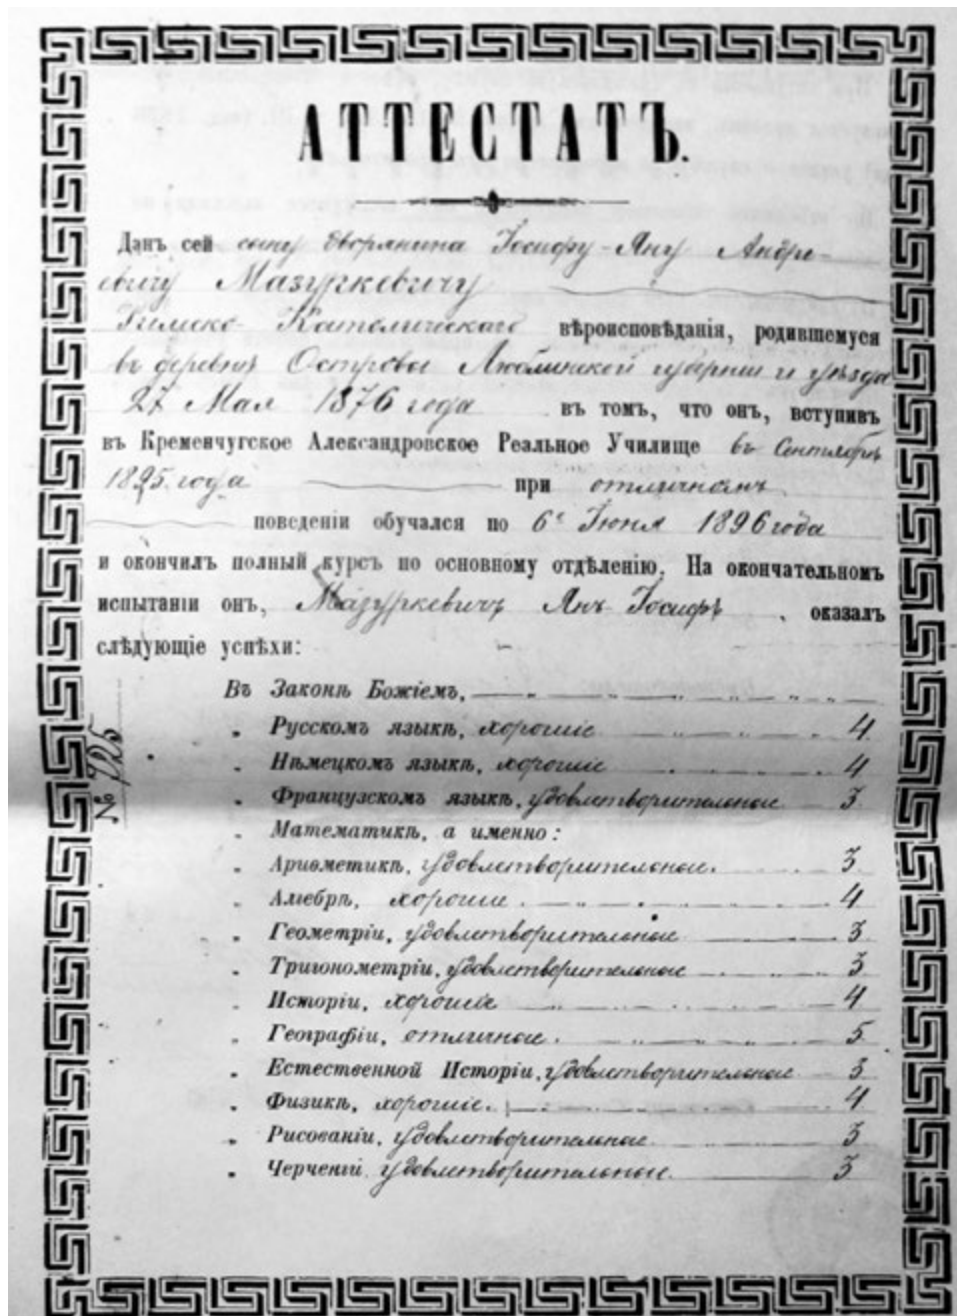 АТТЕСТАТЪ.
Данъ сей сыну дворянина Іосифу-Яну Андре-
евичу Мазуркевичу
Римско-Католическаго вѣроисповѣданія, родившемуся
въ деревнѣ Островѣ Люблинской губерніи и уѣзда
27 Мая 1876 года въ томъ, что онъ, вступивъ
въ Кременчугское Александровское Реальное Училище въ Сентябрѣ
1895 года при отличномъ
поведеніи обучался по 6е Іюня 1896 года
и окончилъ полный курсъ по основному отдѣленію. На окончательномъ
испытаніи онъ, Мазуркевичъ Янъ-Іосифъ, оказалъ
слѣдующіе успѣхи:
Въ Законѣ Божіемъ,
„ Русскомъ языкѣ, хорошіе 4
„ Нѣмецкомъ языкѣ, хорошіе 4
„ Французскомъ языкѣ, удовлетворительные 3
„ Математикѣ, а именно:
„ Ариѳметикѣ, удовлетворительные. 3
„ Алгебрѣ, хорошіе 4
„ Геометріи, удовлетворительные 3
„ Тригонометріи, удовлетворительные 3
„ Исторіи, хорошіе 4
„ Географіи, отличные. 5
„ Естественной Исторіи, удовлетворительные 3
„ Физикѣ, хорошіе. 4
„ Рисованіи, удовлетворительные 3
„ Черченіи, удовлетворительные. 3
№ 725